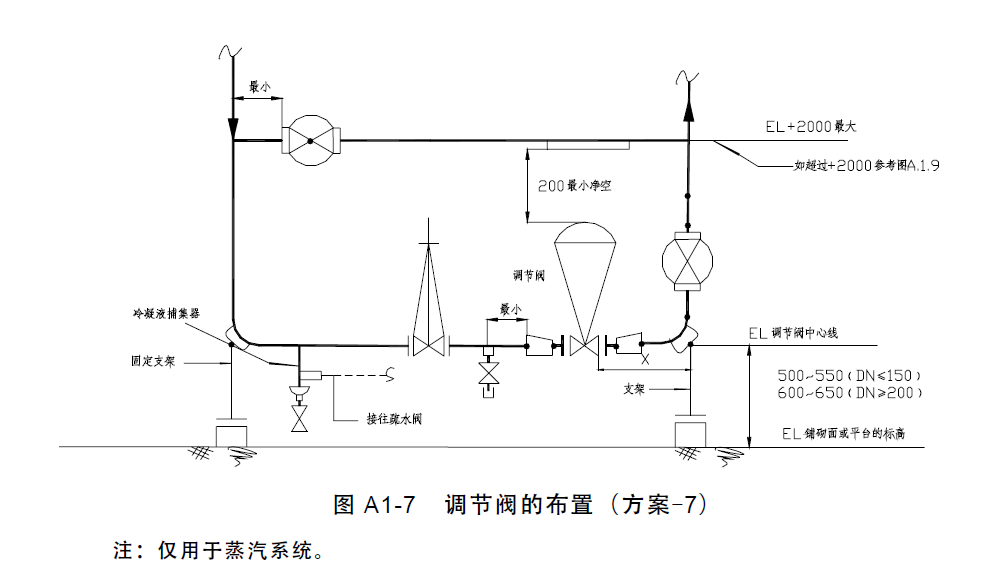 最小
EL+2000最大
如超过+2000参考图A.1.9
200最小净空
调节阀
冷凝液捕集器
最小
EL 调节阀中心线
固定支架
X
500~550(DN≤150)
支架
600~650(DN≥200)
接往疏水阀
EL 铺砌面或平台的标高
图 A1-7 调节阀的布置（方案-7）
注：仅用于蒸汽系统。